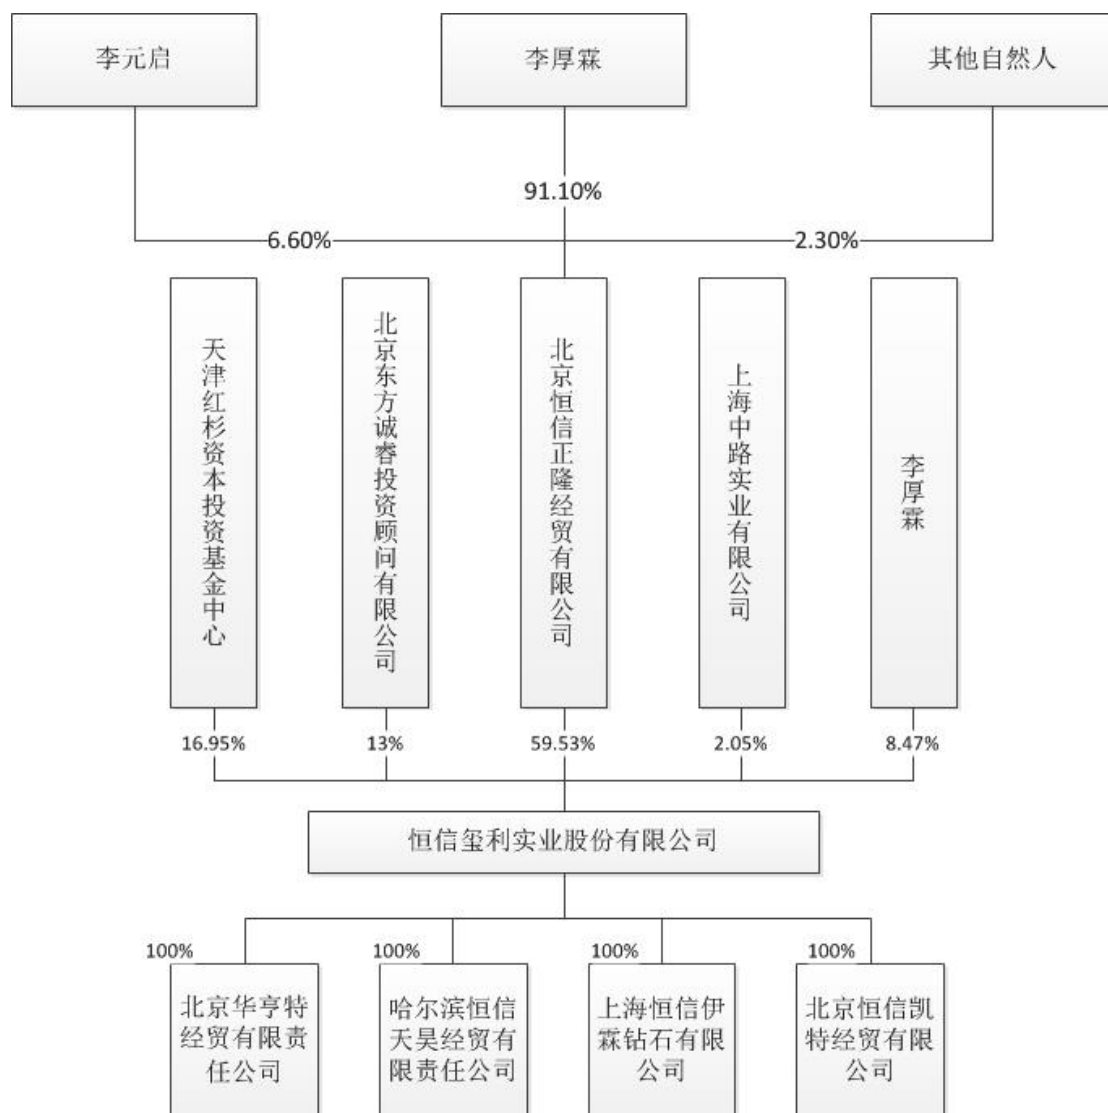 李元启
李厚霖
其他自然人
91.10%
6.60%
2.30%
天津红杉资本投资基金中心
北京东方诚睿投资顾问有限公司
北京恒信正隆经贸有限公司
上海中路实业有限公司
李厚霖
16.95%
13%
59.53%
2.05%
8.47%
恒信玺利实业股份有限公司
100%
100%
100%
100%
北京华亨特
经贸有限责
任公司
哈尔滨恒信
天昊经贸有
限责任公司
上海恒信伊
霖钻石有限
公司
北京恒信凯
特经贸有限
公司